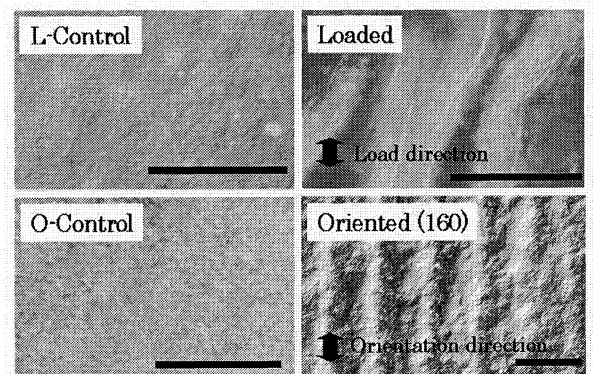 L-Control
Loaded
Load direction
O-Control
Oriented (160)
Orientation direction